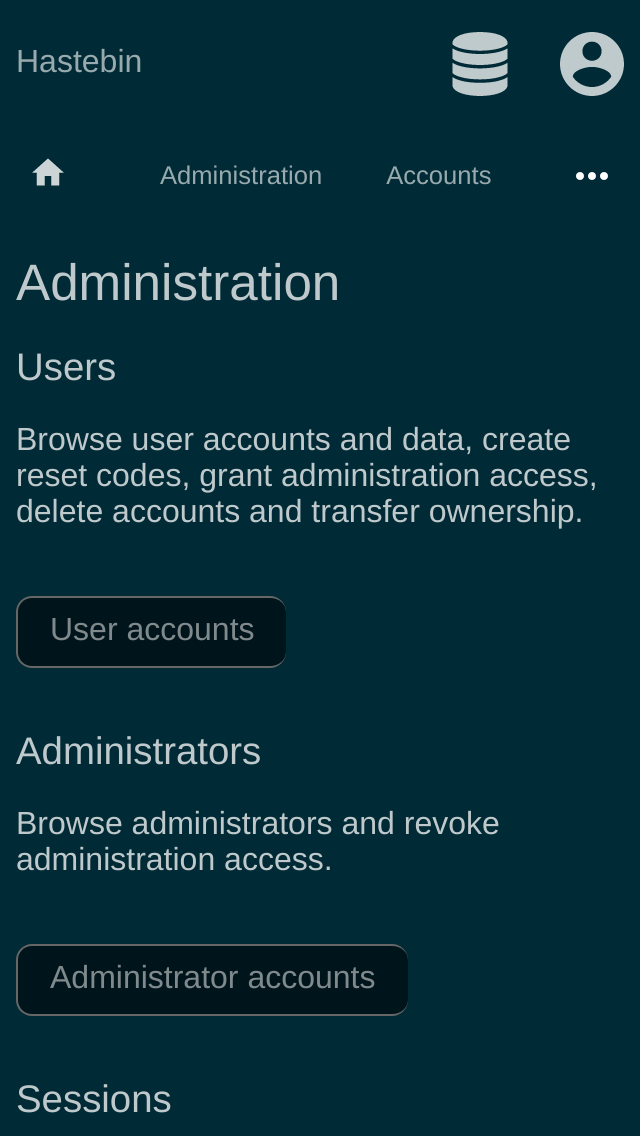 Hastebin
Administration
Accounts
Administration
Users
Browse user accounts and data, create
reset codes, grant administration access,
delete accounts and transfer ownership.
User accounts
Administrators
Browse administrators and revoke
administration access.
Administrator accounts
Sessions